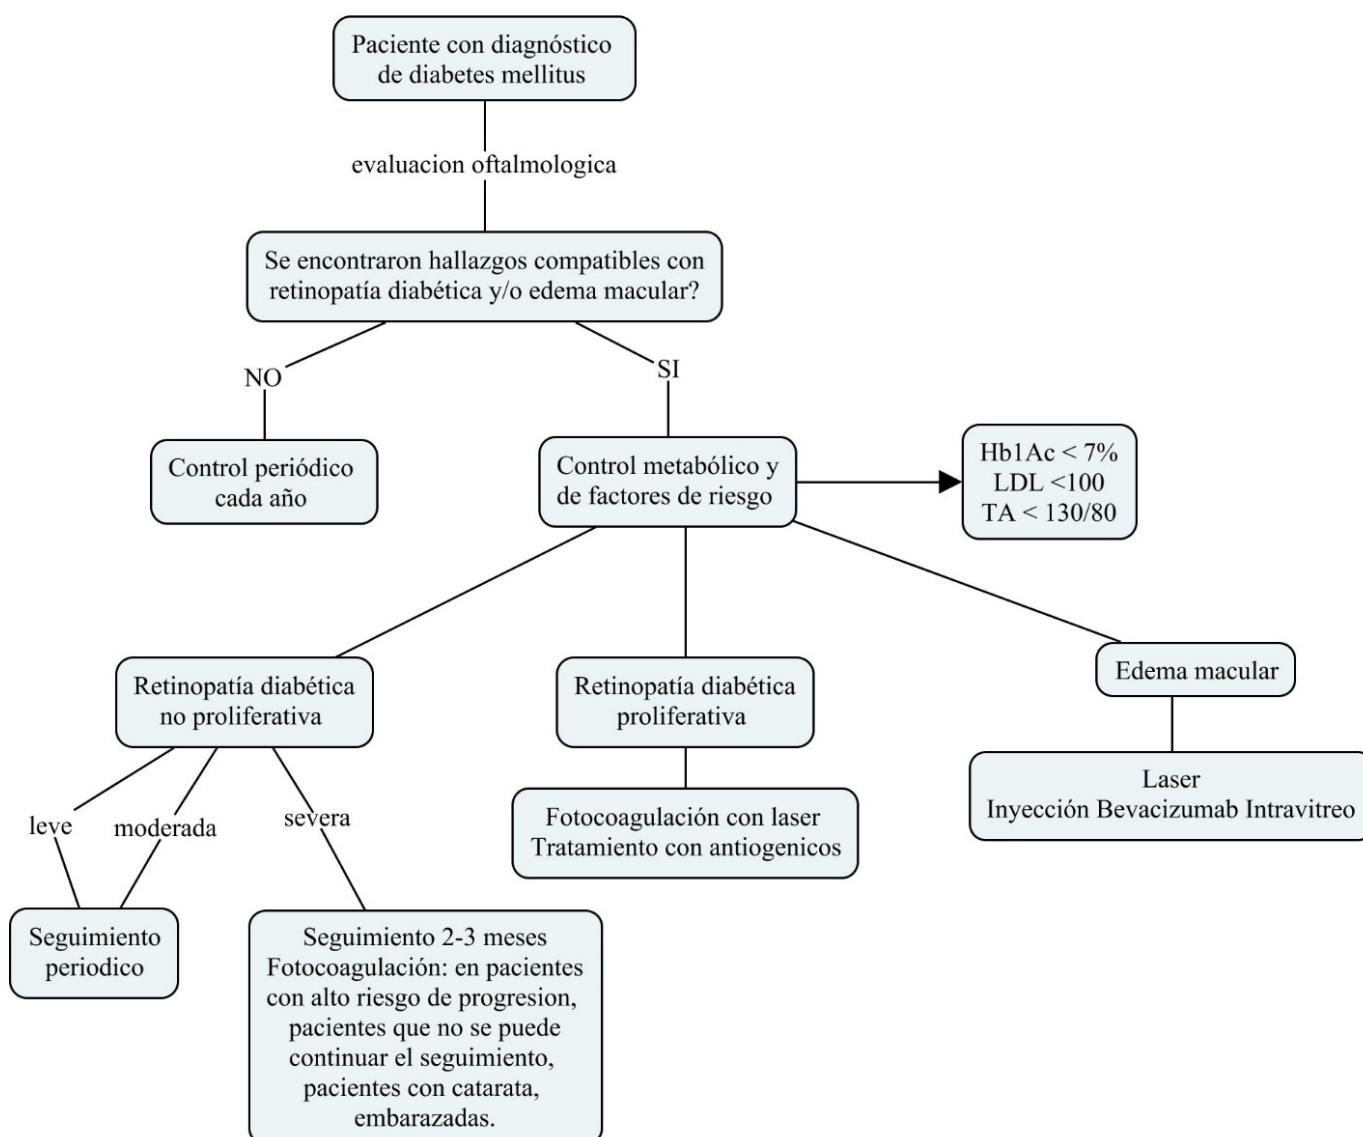 Paciente con diagnóstico
de diabetes mellitus
evaluacion oftalmologica
Se encontraron hallazgos compatibles con
retinopatía diabética y/o edema macular?
NO
SI
Control periódico
cada año
Control metabólico y
de factores de riesgo
Hb1Ac < 7%
LDL <100
TA < 130/80
Retinopatía diabética
no proliferativa
Retinopatía diabética
proliferativa
Edema macular
leve
moderada
severa
Fotocoagulación con laser
Tratamiento con antiogenicos
Laser
Inyección Bevacizumab Intravitreo
Seguimiento
periodico
Seguimiento 2-3 meses
Fotocoagulación: en pacientes
con alto riesgo de progresion,
pacientes que no se puede
continuar el seguimiento,
pacientes con catarata,
embarazadas.